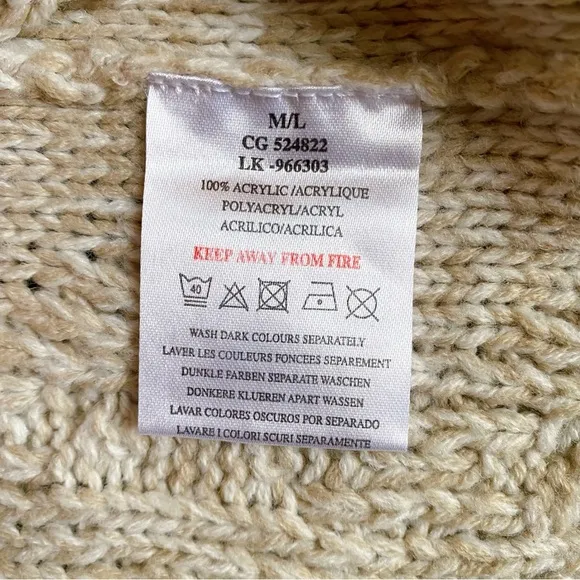 M/L
CG 524822
LK -966303
100% ACRYLIC /ACRYLIQUE
POLYACRYL/ACRYL
ACRILICO/ACRILICA
KEEP AWAY FROM FIRE
40
WASH DARK COLOURS SEPARATELY
LAVER LES COULEURS FONCEES SEPAREMENT
DUNKLE FARBEN SEPARATE WASCHEN
DONKERE KLUEREN APART WASSEN
LAVAR COLORES OSCUROS POR SEPARADO
LAVARE I COLORI SCURI SEPARAMENTE